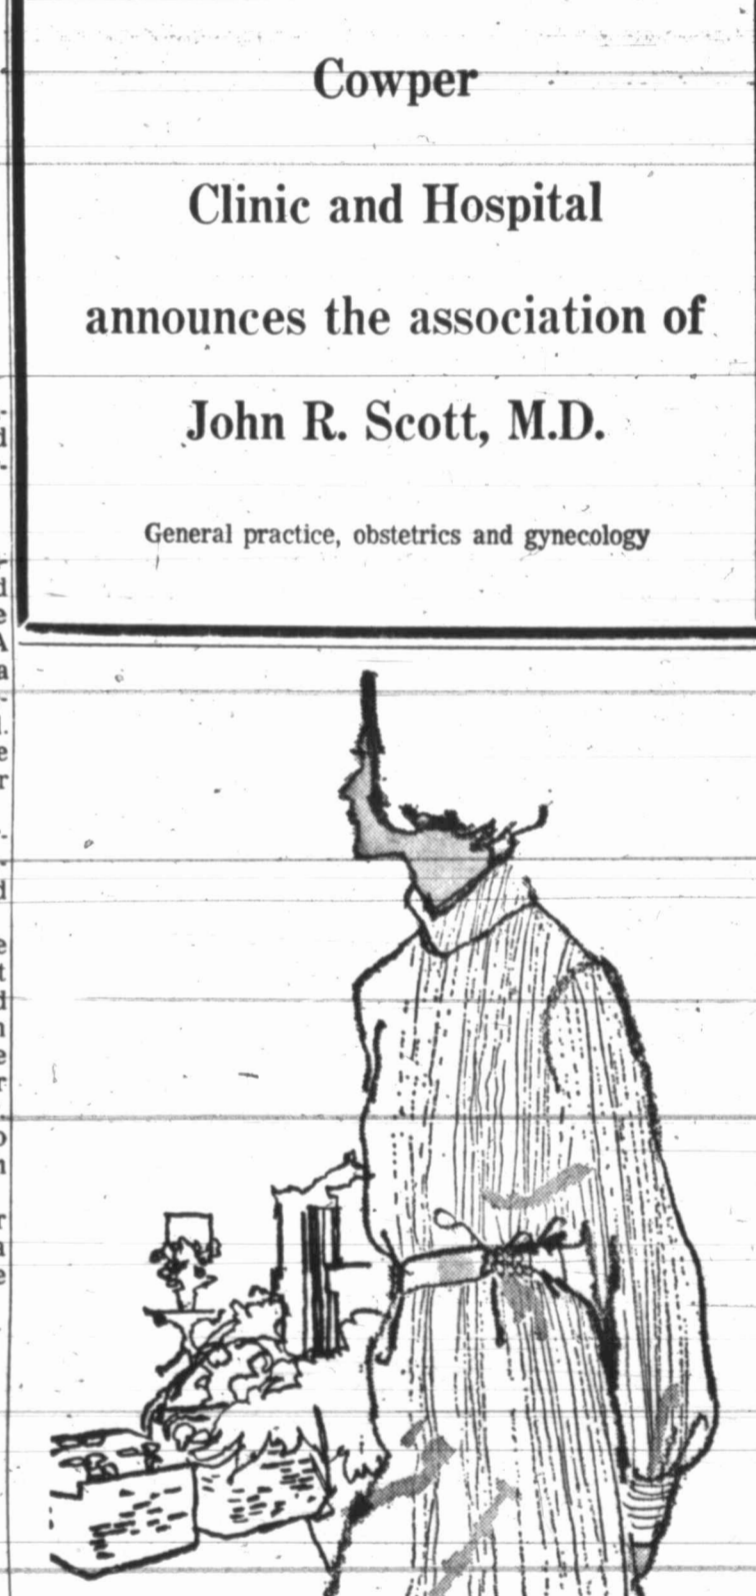 Cowper
Clinic and Hospital
announces the association of
John R. Scott, M.D.
General practice, obstetrics and gynecology